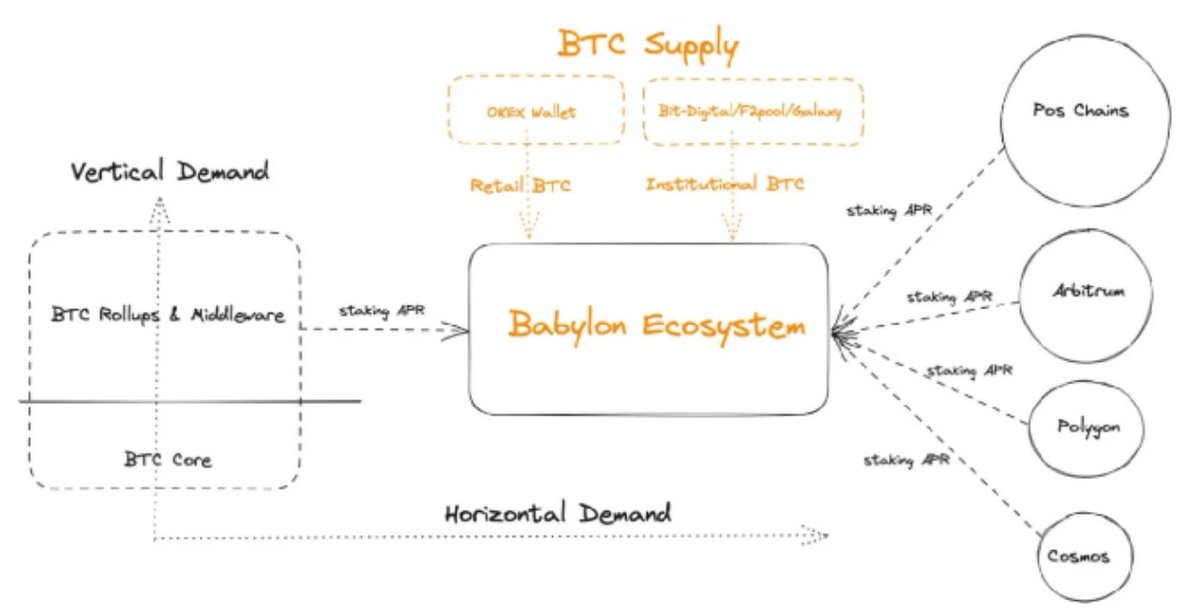 BTC Supply
OKEX Wallet
Bit-Digital/F2pool/Galaxy
Pos Chains
Vertical Demand
Retail BTC
Institutional BTC
staking APR
BTC Rollups & Middleware
staking APR
Babylon Ecosystem
staking APR
Arbitrum
staking APR
Polygon
BTC Core
staking APR
Horizontal Demand
Cosmos